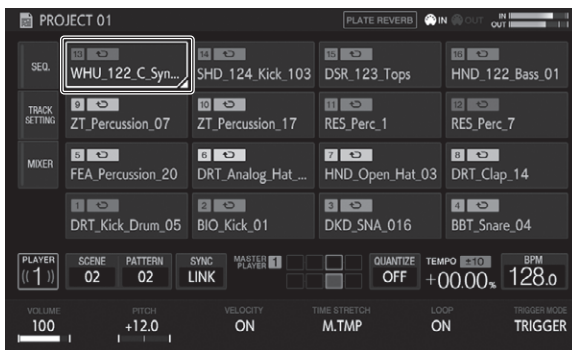 PROJECT 01 PLATE REVERB IN OUT IN OUT
SEQ.
13 14 15 16
WHU_122_C_Syn... SHD_124_Kick_103 DSR_123_Tops HND_122_Bass_01
TRACK SETTING
9 10 11 12
ZT_Percussion_07 ZT_Percussion_17 RES_Perc_1 RES_Perc_7
MIXER
5 6 7 8
FEA_Percussion_20 DRT_Analog_Hat_... HND_Open_Hat_03 DRT_Clap_14
1 2 3 4
DRT_Kick_Drum_05 BIO_Kick_01 DKD_SNA_016 BBT_Snare_04
PLAYER SCENE PATTERN SYNC MASTER PLAYER 1 QUANTIZE TEMPO ±10 BPM
((1)) 02 02 LINK OFF +00.00% 128.0
VOLUME PITCH VELOCITY TIME STRETCH LOOP TRIGGER MODE
100 +12.0 ON M.TMP ON TRIGGER